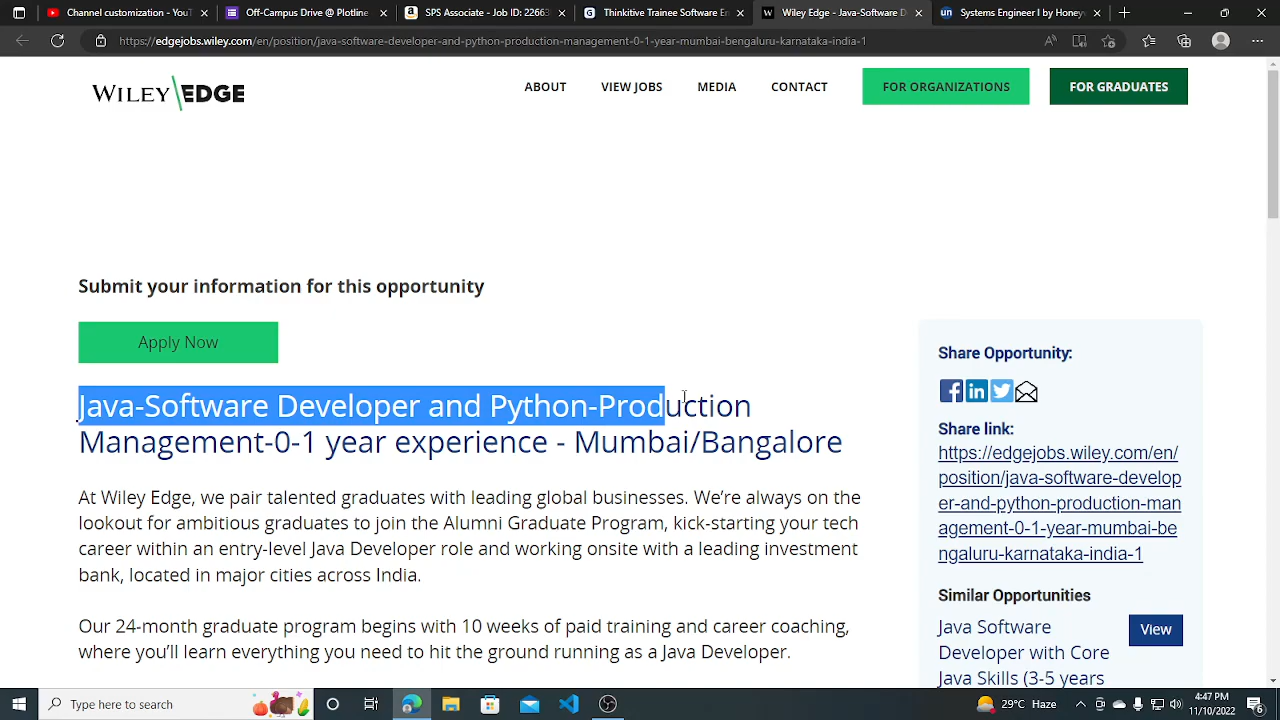 Channel customization - YouT
Off-Campus Drive @ Plotline
SPS Associate - Job ID: 22663
Thinkitive Trainee Software En
Wiley Edge - Java-Software D
Systems Engineer I by Honeyw
https://edgejobs.wiley.com/en/position/java-software-developer-and-python-production-management-0-1-year-mumbai-bengaluru-karnataka-india-1
WILEY EDGE
ABOUT
VIEW JOBS
MEDIA
CONTACT
FOR ORGANIZATIONS
FOR GRADUATES
Submit your information for this opportunity
Apply Now
Java-Software Developer and Python-Production
Management-0-1 year experience - Mumbai/Bangalore
At Wiley Edge, we pair talented graduates with leading global businesses. We’re always on the
lookout for ambitious graduates to join the Alumni Graduate Program, kick-starting your tech
career within an entry-level Java Developer role and working onsite with a leading investment
bank, located in major cities across India.
Our 24-month graduate program begins with 10 weeks of paid training and career coaching,
where you’ll learn everything you need to hit the ground running as a Java Developer.
Share Opportunity:
Share link:
https://edgejobs.wiley.com/en/
position/java-software-develop
er-and-python-production-man
agement-0-1-year-mumbai-be
ngaluru-karnataka-india-1
Similar Opportunities
Java Software
Developer with Core
Java Skills (3-5 years
View
Type here to search
29°C Haze
4:47 PM
11/10/2022